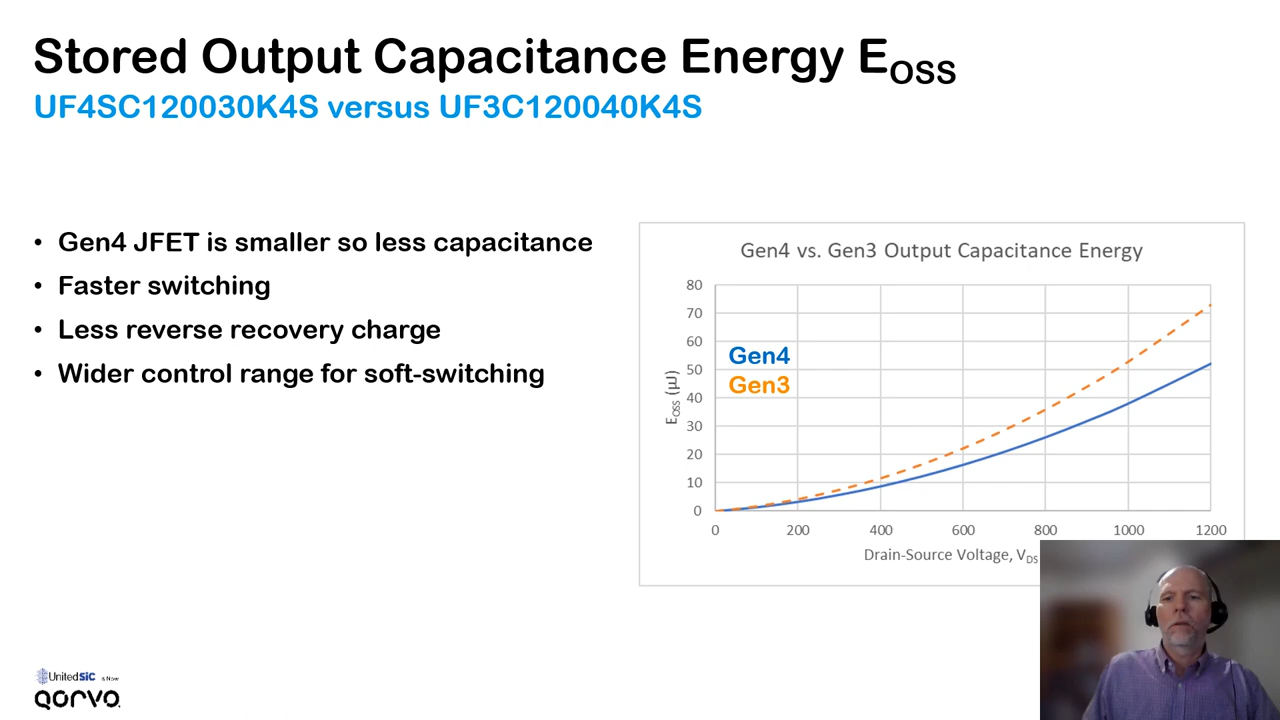 Stored Output Capacitance Energy EOSS
UF4SC120030K4S versus UF3C120040K4S
• Gen4 JFET is smaller so less capacitance
• Faster switching
• Less reverse recovery charge
• Wider control range for soft-switching
Gen4 vs. Gen3 Output Capacitance Energy
80
70
60
50
40
30
20
10
0
Gen4
Gen3
EOSS (µJ)
0 200 400 600 800 1000 1200
Drain-Source Voltage, VDS
UnitedSiC is Now
QORVO